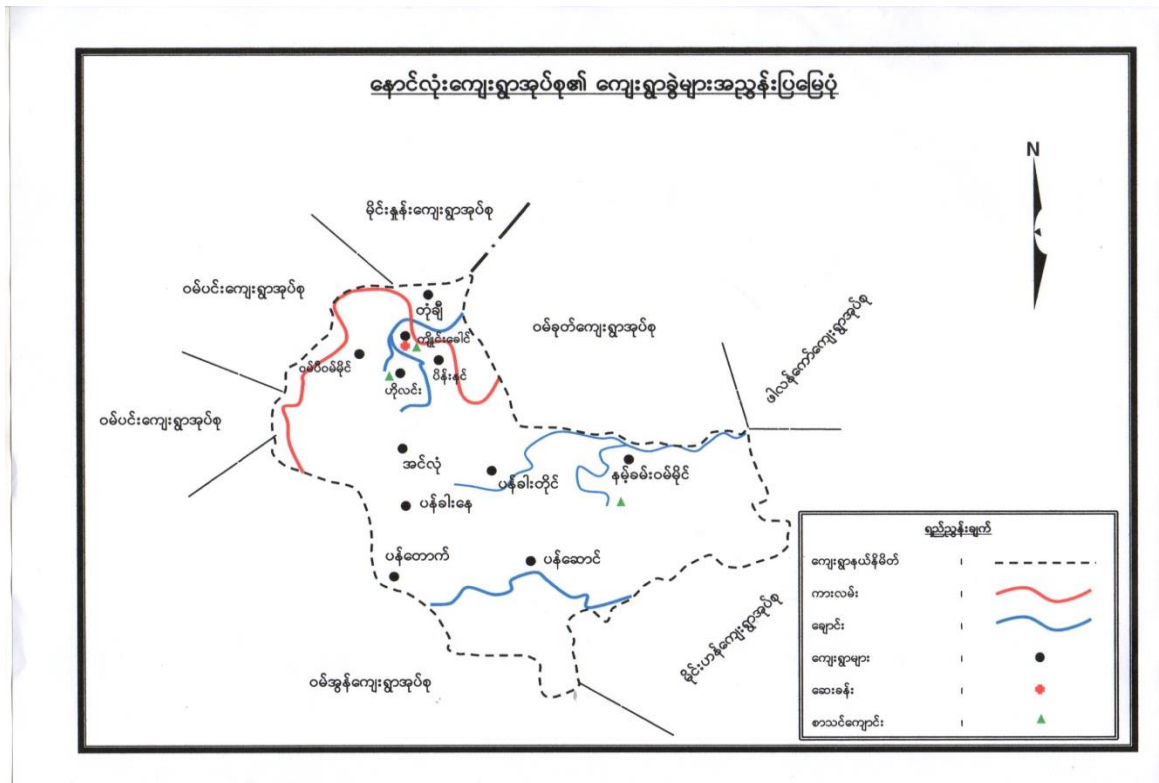 နောင်လုံးကျေးရွာအုပ်စု၏ ကျေးရွာခွဲများအညွှန်းပြမြေပုံ
N
မိုင်းနှုန်းကျေးရွာအုပ်စု
ဝမ်ပင်းကျေးရွာအုပ်စု
တုံချီ
ဝမ်ခုတ်ကျေးရွာအုပ်စု
ဖါလန်ကော်ကျေးရွာအုပ်စု
ကျိုင်းခေါင်
ဝမ်ပီဝမ်မိုင်
ပိန်းနင်
ဟိုလင်း
ဝမ်ပင်းကျေးရွာအုပ်စု
အင်လုံ
ပန်ခါးတိုင်
နမ့်ခမ်းဝမ်မိုင်
ပန်ခါးနေ
ပန်တောက်
ပန်ဆောင်
မိုင်းဟန်ကျေးရွာအုပ်စု
ဝမ်အွန်ကျေးရွာအုပ်စု
ရည်ညွှန်းချက်
ကျေးရွာနယ်နိမိတ် ၊
ကားလမ်း ၊
ချောင်း ၊
ကျေးရွာများ ၊
ဆေးခန်း ၊
စာသင်ကျောင်း ၊